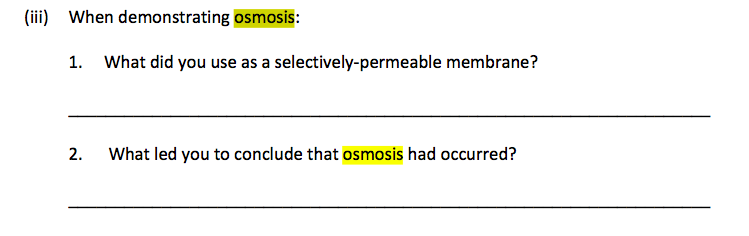 (iii) When demonstrating osmosis:
1. What did you use as a selectively-permeable membrane?
2. What led you to conclude that osmosis had occurred?